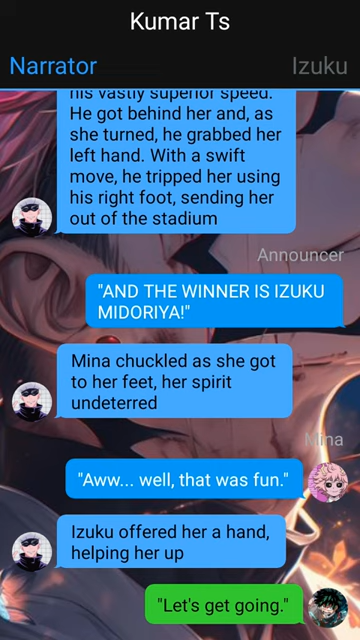 Kumar Ts
Narrator
Izuku
his vastly superior speed.
He got behind her and, as
she turned, he grabbed her
left hand. With a swift
move, he tripped her using
his right foot, sending her
out of the stadium
Announcer
"AND THE WINNER IS IZUKU
MIDORIYA!"
Mina chuckled as she got
to her feet, her spirit
undeterred
Mina
"Aww... well, that was fun."
Izuku offered her a hand,
helping her up
"Let's get going."